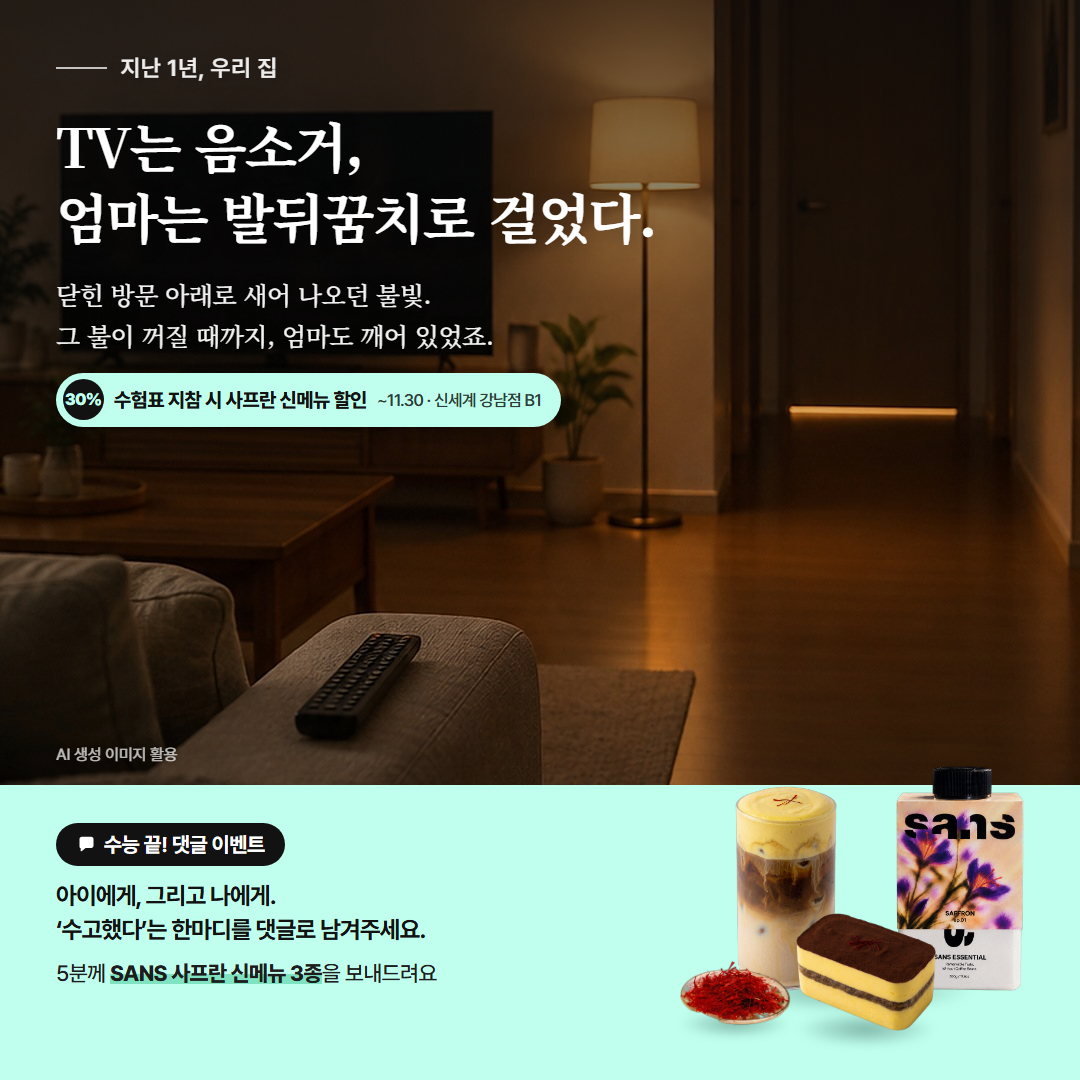 지난 1년, 우리 집
TV는 음소거,
엄마는 발뒤꿈치로 걸었다.
닫힌 방문 아래로 새어 나오던 불빛.
그 불이 꺼질 때까지, 엄마도 깨어 있었죠.
30% 수험표 지참 시 사프란 신메뉴 할인 ~11.30 · 신세계 강남점 B1
AI 생성 이미지 활용
수능 끝! 댓글 이벤트
아이에게, 그리고 나에게.
‘수고했다’는 한마디를 댓글로 남겨주세요.
5분께 SANS 사프란 신메뉴 3종을 보내드려요
sans
SAFFRON
SANS ESSENTIAL